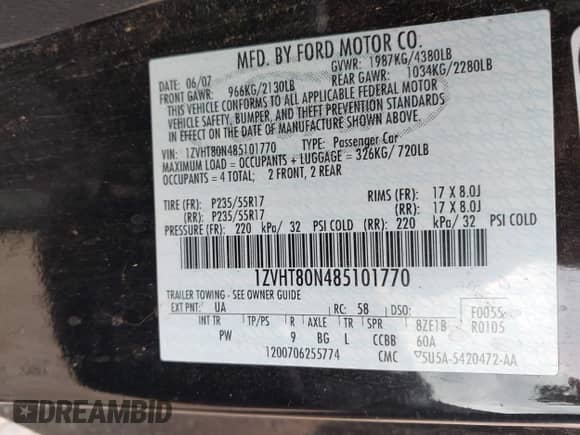 MFD. BY FORD MOTOR CO.
DATE: 06/07 GVWR: 1987KG/4380LB
FRONT GAWR: 966KG/2130LB REAR GAWR: 1034KG/2280LB
THIS VEHICLE CONFORMS TO ALL APPLICABLE FEDERAL MOTOR
VEHICLE SAFETY, BUMPER, AND THEFT PREVENTION STANDARDS
IN EFFECT ON THE DATE OF MANUFACTURE SHOWN ABOVE.
VIN: 1ZVHT80N485101770 TYPE: Passenger Car
MAXIMUM LOAD = OCCUPANTS + LUGGAGE = 326KG/720LB
OCCUPANTS = 4 TOTAL; 2 FRONT, 2 REAR
TIRE (FR): P235/55R17 RIMS (FR): 17 X 8.0J
(RR): P235/55R17 (RR): 17 X 8.0J
PRESSURE: (FR): 220 kPa/ 32 PSI COLD (RR): 220 kPa/ 32 PSI COLD
1ZVHT80N485101770
TRAILER TOWING - SEE OWNER GUIDE
EXT PNT: UA RC: 58 DSO: F0055
INT TR TP/PS R AXLE TR SPR 8ZE1B R0105
PW 9 BG L CCBB 60A
1200706255774 CMC 5U5A-5420472-AA
DREAMBID